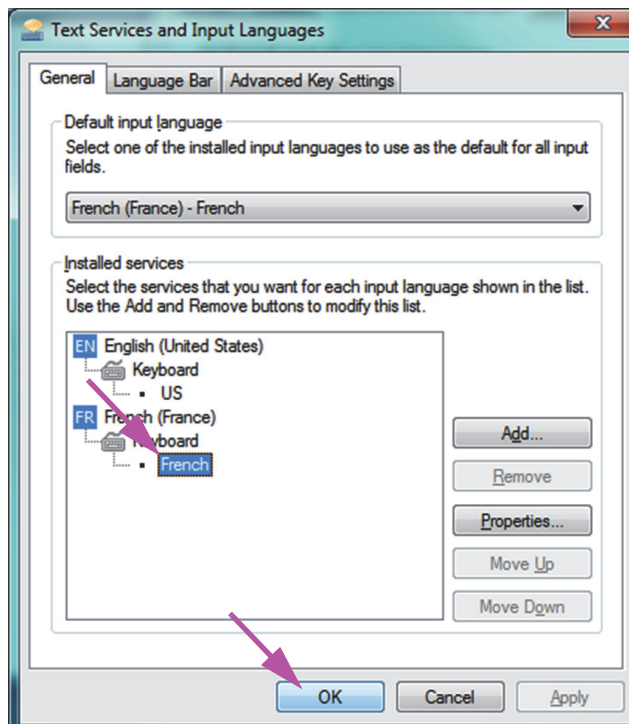 Text Services and Input Languages
General Language Bar Advanced Key Settings
Default input language
Select one of the installed input languages to use as the default for all input
fields.
French (France) - French
Installed services
Select the services that you want for each input language shown in the list.
Use the Add and Remove buttons to modify this list.
EN English (United States)
Keyboard
US
FR French (France)
Keyboard
French
Add...
Remove
Properties...
Move Up
Move Down
OK Cancel Apply